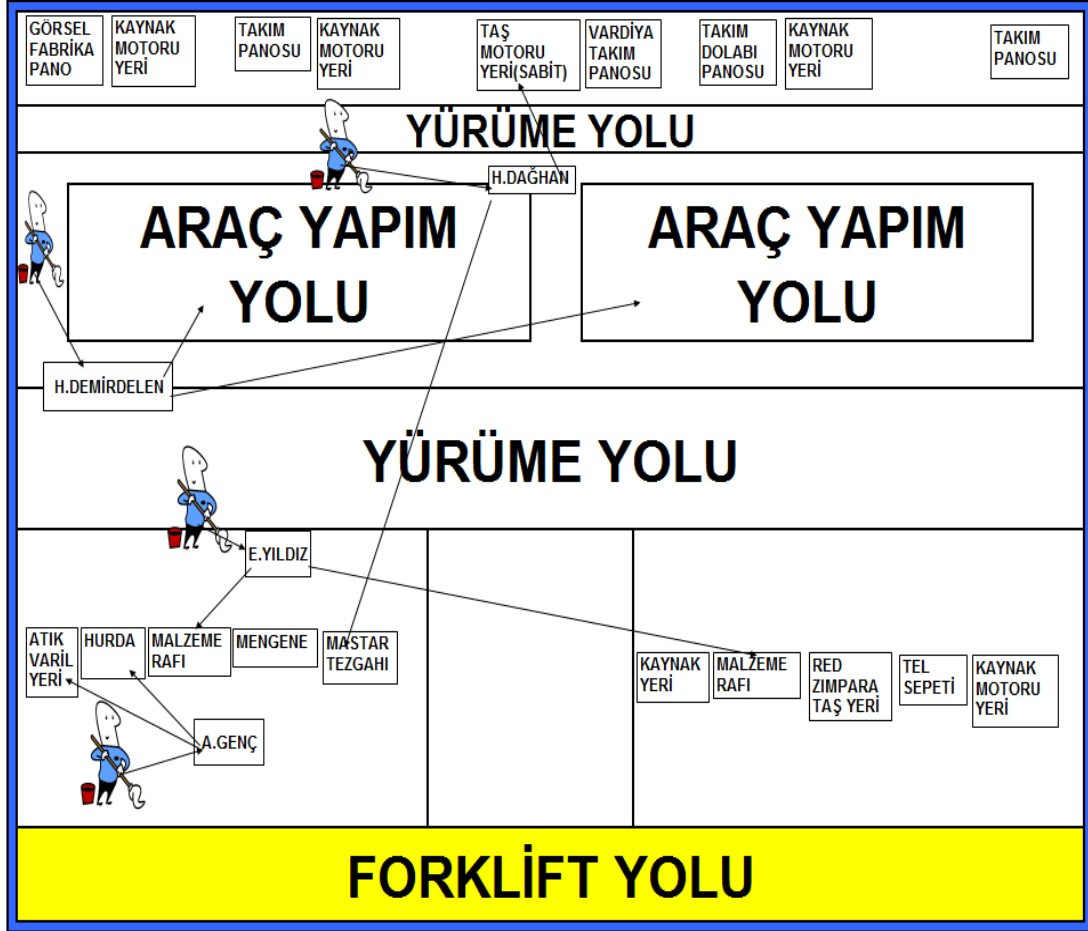 GÖRSEL
FABRİKA
PANO
KAYNAK
MOTORU
YERİ
TAKIM
PANOSU
KAYNAK
MOTORU
YERİ
TAŞ
MOTORU
YERİ(SABİT)
VARDİYA
TAKIM
PANOSU
TAKIM
DOLABI
PANOSU
KAYNAK
MOTORU
YERİ
TAKIM
PANOSU
YÜRÜME YOLU
H.DAĞHAN
ARAÇ YAPIM
YOLU
ARAÇ YAPIM
YOLU
H.DEMİRDELEN
YÜRÜME YOLU
E.YILDIZ
ATIK
VARİL
YERİ
HURDA
MALZEME
RAFI
MENGENE
MASTAR
TEZGAHI
KAYNAK
YERİ
MALZEME
RAFI
RED
ZIMPARA
TAŞ YERİ
TEL
SEPETİ
KAYNAK
MOTORU
YERİ
A.GENÇ
FORKLİFT YOLU